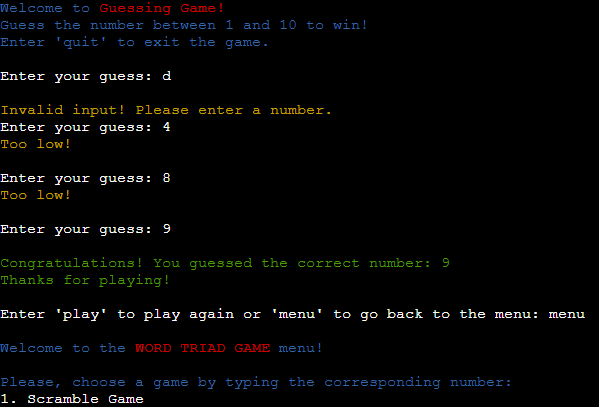 Welcome to Guessing Game!
Guess the number between 1 and 10 to win!
Enter 'quit' to exit the game.
Enter your guess: d
Invalid input! Please enter a number.
Enter your guess: 4
Too low!
Enter your guess: 8
Too low!
Enter your guess: 9
Congratulations! You guessed the correct number: 9
Thanks for playing!
Enter 'play' to play again or 'menu' to go back to the menu: menu
Welcome to the WORD TRIAD GAME menu!
Please, choose a game by typing the corresponding number:
1. Scramble Game